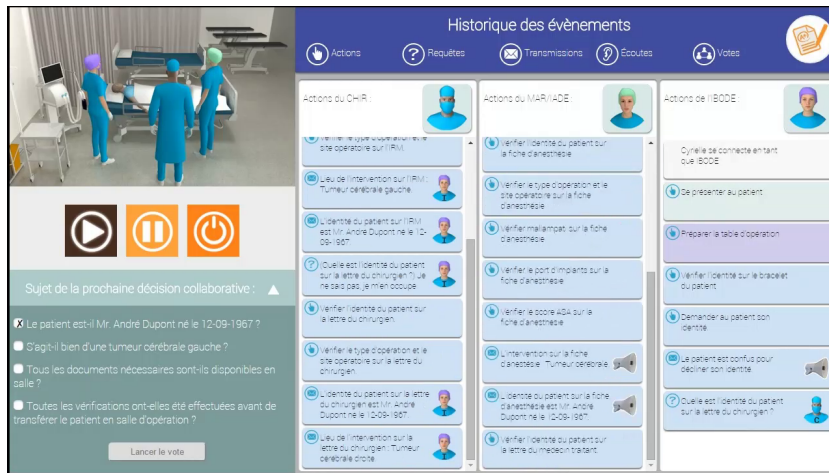 Historique des évènements
Actions
Requêtes
Transmissions
Écoutes
Votes
Sujet de la prochaine décision collaborative :
Le patient est-il Mr. André Dupont né le 12-09-1967 ?
S'agit-il bien d'une tumeur cérébrale gauche ?
Tous les documents nécessaires sont-ils disponibles en
salle ?
Toutes les vérifications ont-elles été effectuées avant de
transférer le patient en salle d'opération ?
Lancer le vote
Actions du CHIR :
Vérifier le type d'opération et le
site opératoire sur l'IRM
Lieu de l'intervention sur l'IRM :
Tumeur cérébrale gauche
L'identité du patient sur l'IRM
est Mr. André Dupont né le 12-
09-1967
(Quelle est l'identité du patient
sur la lettre du chirurgien ?) Je
ne sais pas, je m'en occupe
Vérifier l'identité du patient sur
la lettre du chirurgien
Vérifier le type d'opération et le
site opératoire sur la lettre du
chirurgien
L'identité du patient sur la lettre
du chirurgien est Mr. André
Dupont né le 12-09-1967
Lieu de l'intervention sur la
lettre du chirurgien : Tumeur
cérébrale droite
Actions du MAR/IADE :
Vérifier l'identité du patient sur
la fiche d'anesthésie
Vérifier le type d'opération et le
site opératoire sur la fiche
d'anesthésie
Vérifier mallampati sur la fiche
d'anesthésie
Vérifier le port d'implants sur la
fiche d'anesthésie
Vérifier le score ASA sur la
fiche d'anesthésie
L'intervention sur la fiche
d'anestésie : Tumeur cérébrale
L'identité du patient sur la fiche
d'anesthésie est Mr. André
Dupont né le 12-09-1967
Vérifier l'identité du patient sur
la lettre du médecin traitant
Actions de l'IBODE :
Cyrielle se connecte en tant
que IBODE
Se présenter au patient
Préparer la table d'opération
Vérifier l'identité sur le bracelet
du patient
Demander au patient son
identité
Le patient est confus pour
décliner son identité
Quelle est l'identité du patient
sur la lettre du chirurgien ?